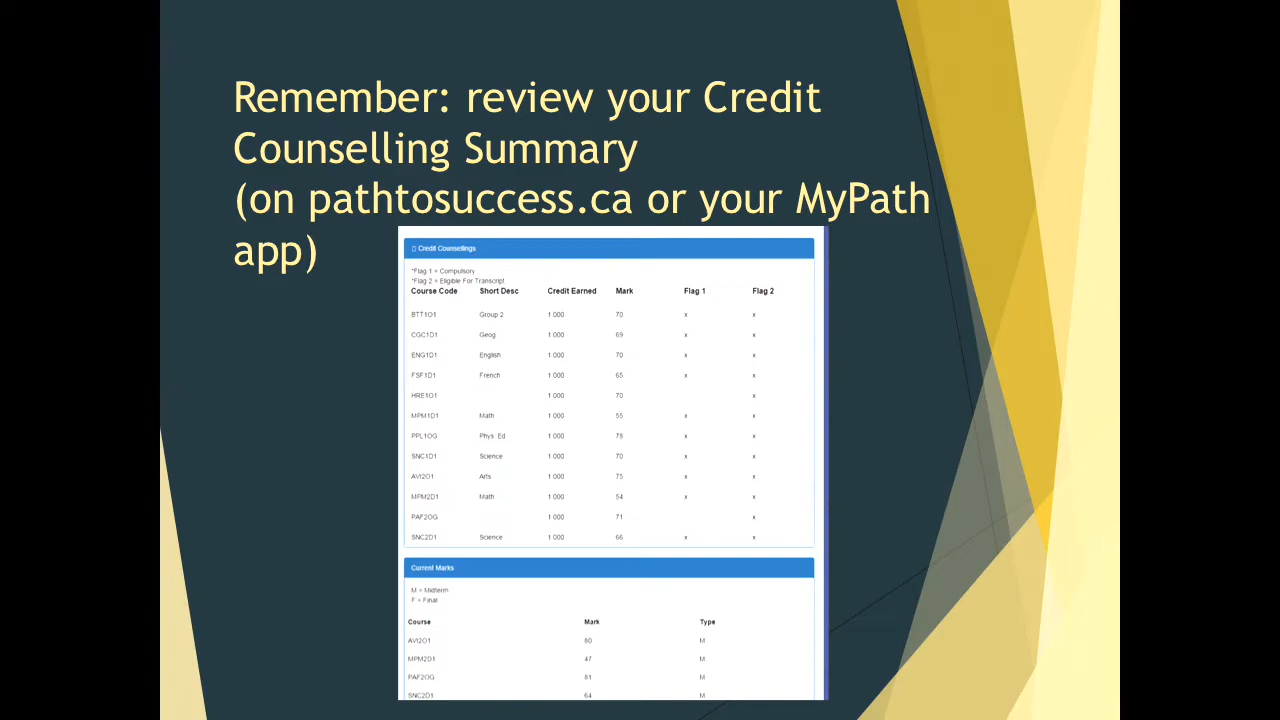 Remember: review your Credit
Counselling Summary
(on pathtosuccess.ca or your MyPath
app)
Credit Counsellings
*Flag 1 = Compulsory
*Flag 2 = Eligible For Transcript
Course Code Short Desc Credit Earned Mark Flag 1 Flag 2
BTT1O1 Group 2 1.000 70 x x
CGC1D1 Geog 1.000 69 x x
ENG1D1 English 1.000 70 x x
FSF1D1 French 1.000 65 x x
HRE1O1 1.000 70 x
MPM1D1 Math 1.000 55 x x
PPL1OG Phys. Ed 1.000 78 x x
SNC1D1 Science 1.000 70 x x
AVI2O1 Arts 1.000 75 x x
MPM2D1 Math 1.000 54 x x
PAF2OG 1.000 71 x
SNC2D1 Science 1.000 66 x x
Current Marks
M = Midterm
F = Final
Course Mark Type
AVI2O1 80 M
MPM2D1 47 M
PAF2OG 81 M
SNC2D1 64 M